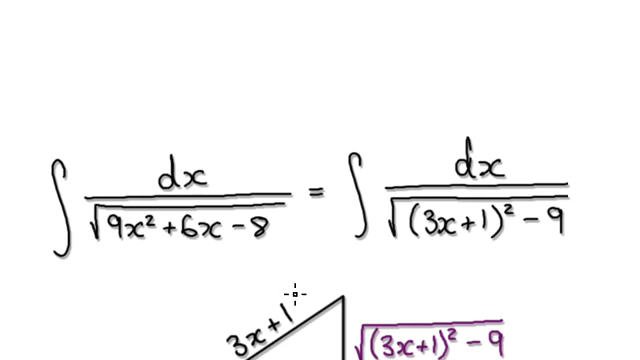 ∫ dx / √(9x² + 6x − 8) = ∫ dx / √((3x+1)² − 9)
3x+1 √((3x+1)² − 9)